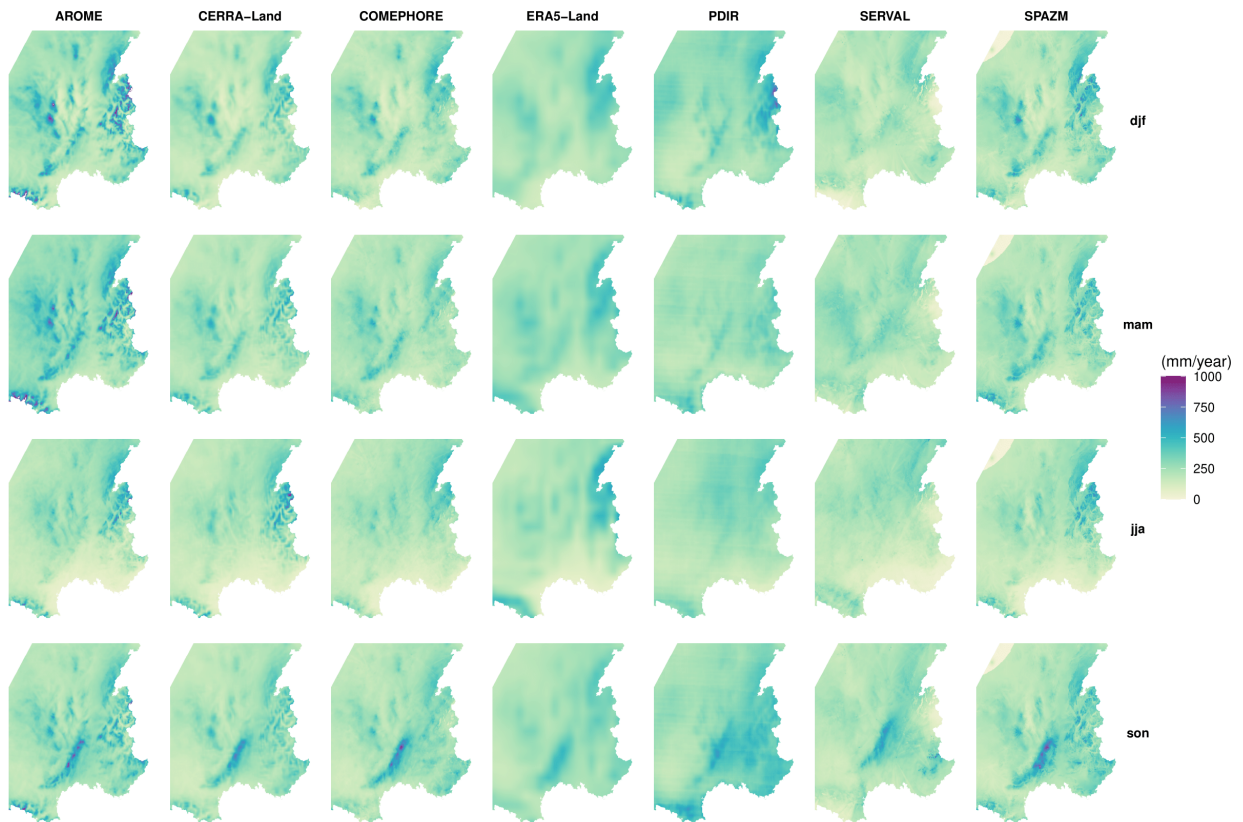 AROME CERRA−Land COMEPHORE ERA5−Land PDIR SERVAL SPAZM
djf
mam
(mm/year)
1000
750
500
250
0
jja
son